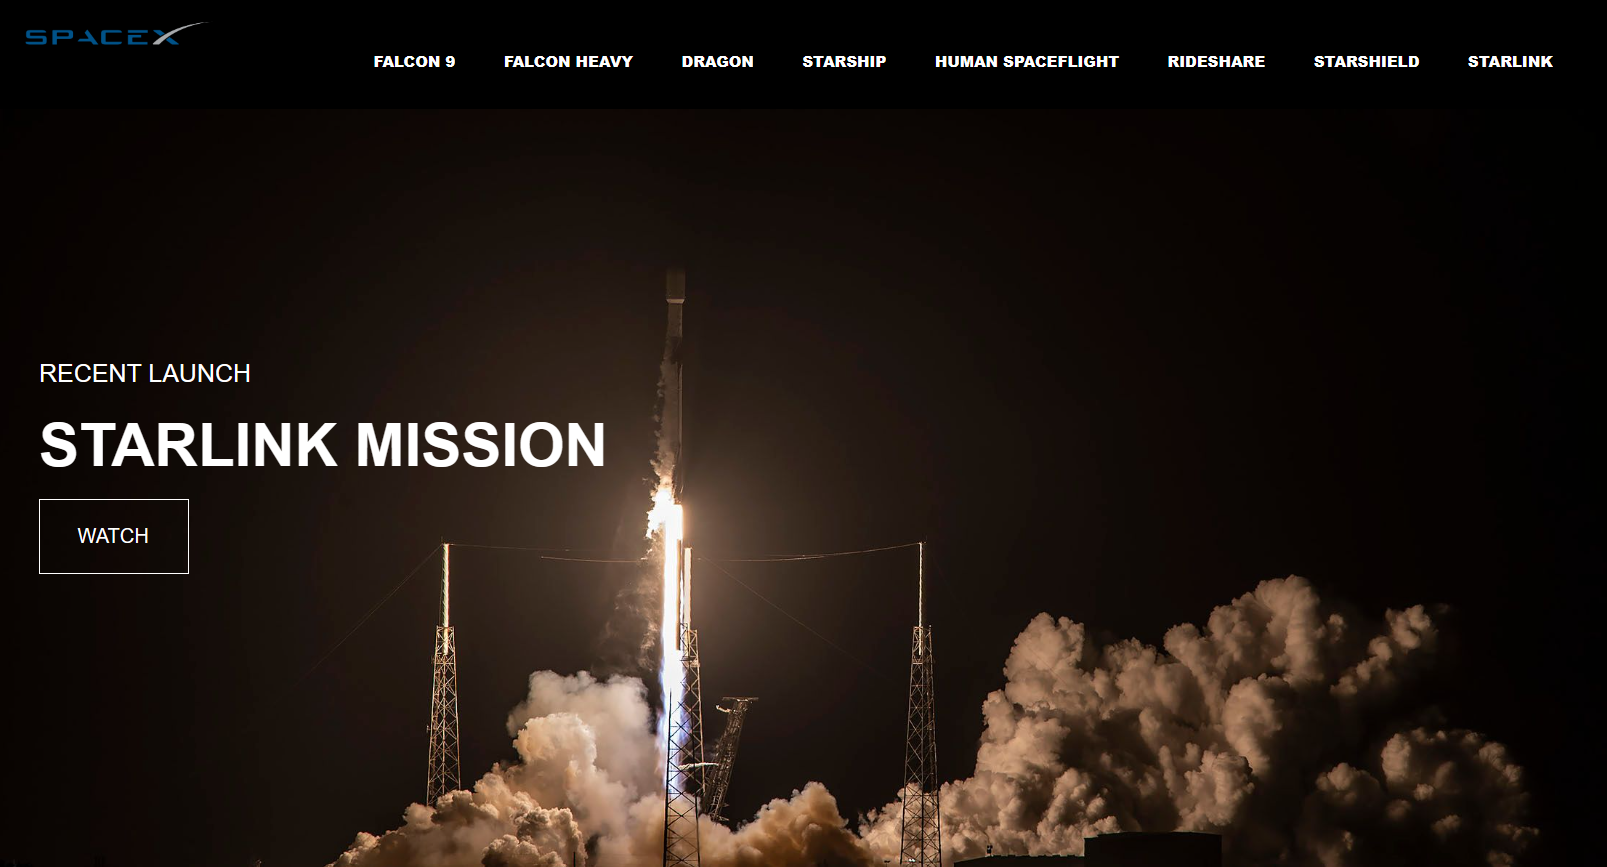 SPACEX
FALCON 9 FALCON HEAVY DRAGON STARSHIP HUMAN SPACEFLIGHT RIDESHARE STARSHIELD STARLINK
RECENT LAUNCH
STARLINK MISSION
WATCH